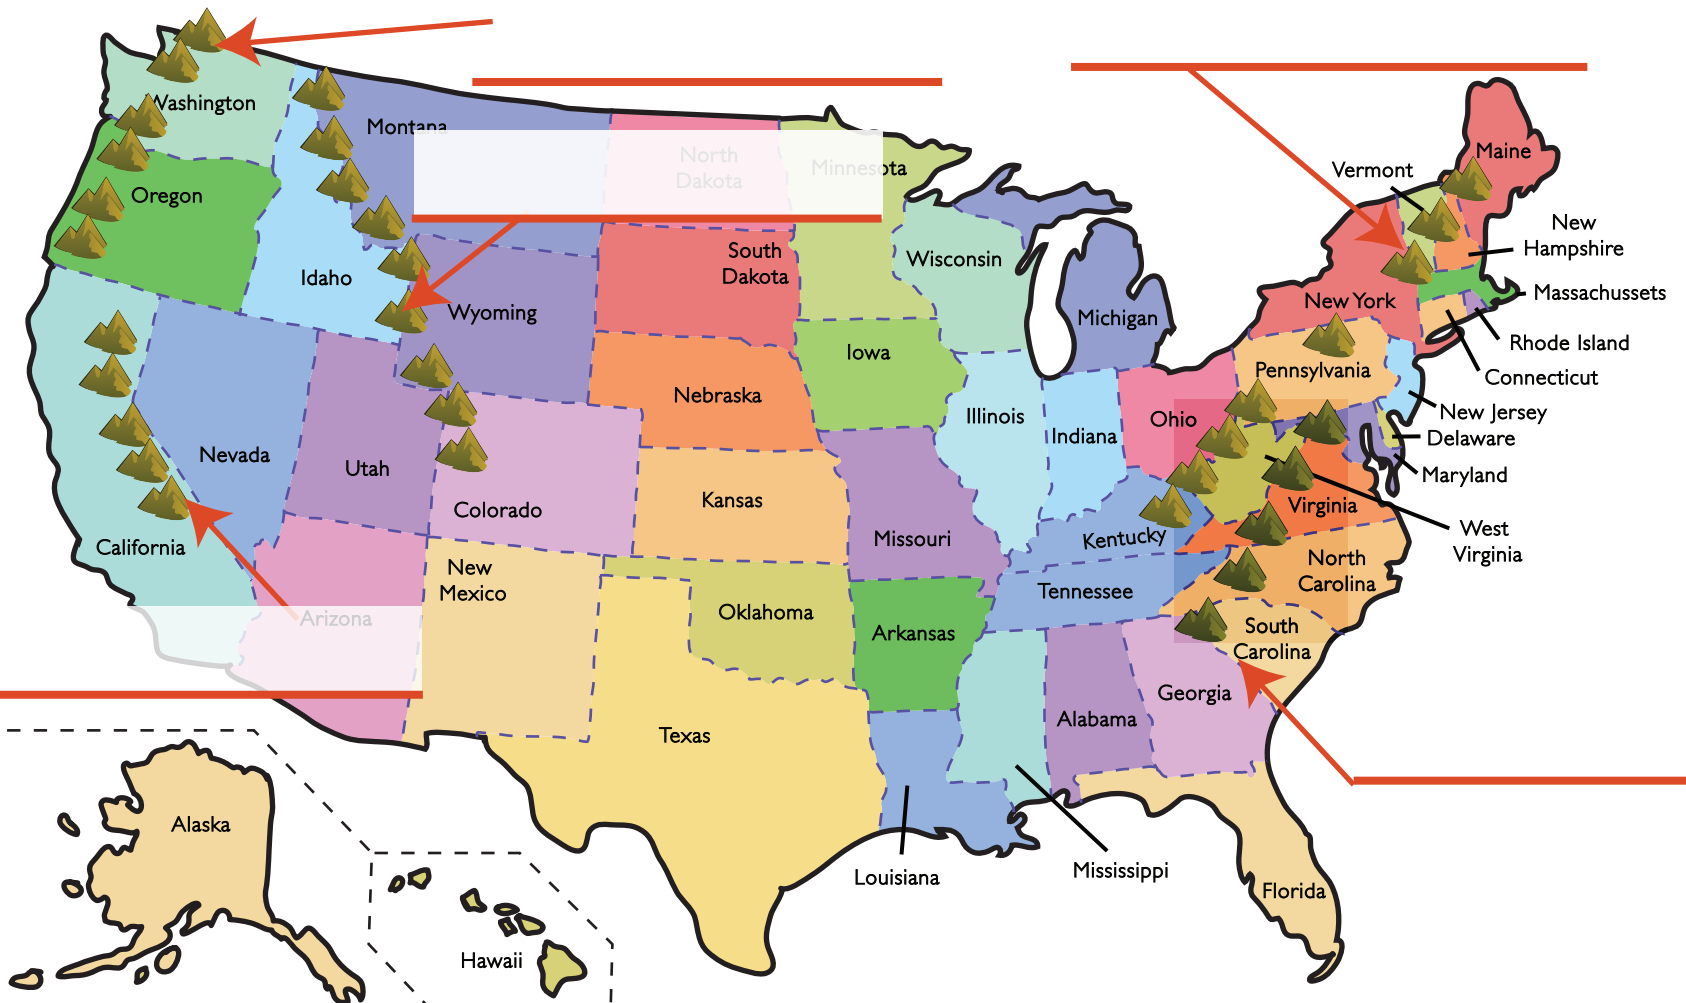 Washington
Montana
North
Dakota
Minnesota
Oregon
Idaho
Wyoming
South
Dakota
Wisconsin
Michigan
Vermont
Maine
New
Hampshire
Massachussets
New York
Rhode Island
Connecticut
Iowa
Nebraska
Illinois
Indiana
Ohio
Pennsylvania
New Jersey
Delaware
Maryland
Nevada
Utah
Colorado
Kansas
Missouri
Kentucky
Virginia
West
Virginia
California
New
Mexico
Arizona
Oklahoma
Arkansas
Tennessee
North
Carolina
South
Carolina
Georgia
Alabama
Texas
Alaska
Louisiana
Mississippi
Florida
Hawaii